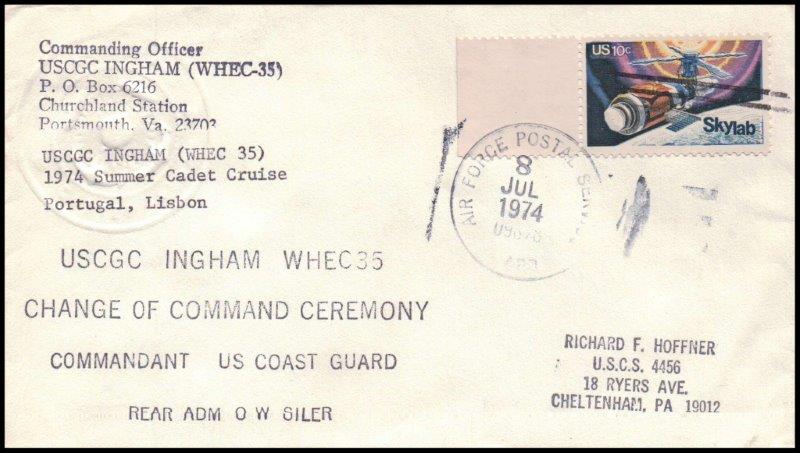 Commanding Officer
USCGC INGHAM (WHEC-35)
P. O. Box 6216
Churchland Station
Portsmouth, Va. 23703
USCGC INGHAM (WHEC 35)
1974 Summer Cadet Cruise
Portugal, Lisbon
US 10c
Skylab
AIR FORCE POSTAL
8
JUL
1974
USCGC INGHAM WHEC35
CHANGE OF COMMAND CEREMONY
COMMANDANT US COAST GUARD
REAR ADM O W SILER
RICHARD F. HOFFNER
U.S.C.S. 4456
18 RYERS AVE.
CHELTENHAM, PA 19012